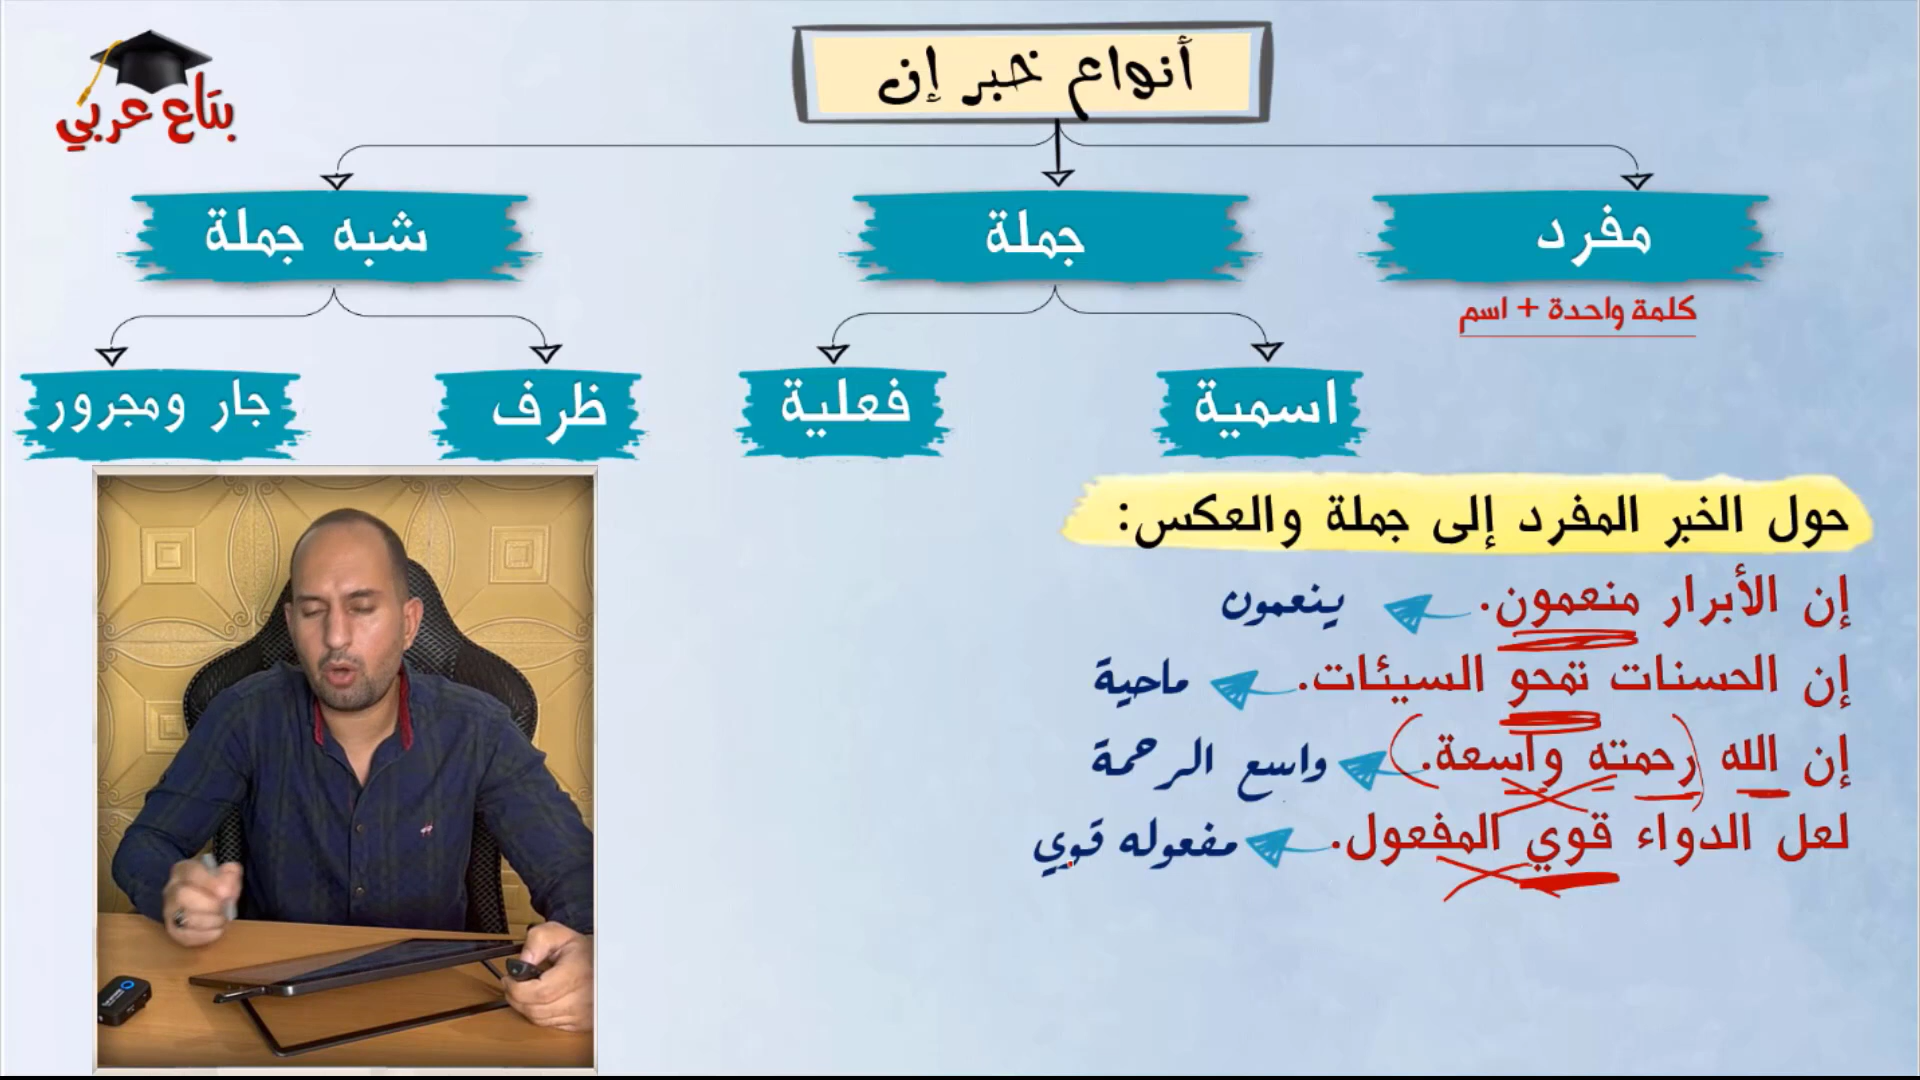 بتاع عربي
أنواع خبر إن
مفرد
جملة
شبه جملة
كلمة واحدة + اسم
اسمية
فعلية
ظرف
جار ومجرور
حول الخبر المفرد إلى جملة والعكس:
إن الأبرار منعمون. ينعمون
إن الحسنات تمحو السيئات. ماحية
إن الله رحمته واسعة. واسع الرحمة
لعل الدواء قوي المفعول. مفعوله قوي